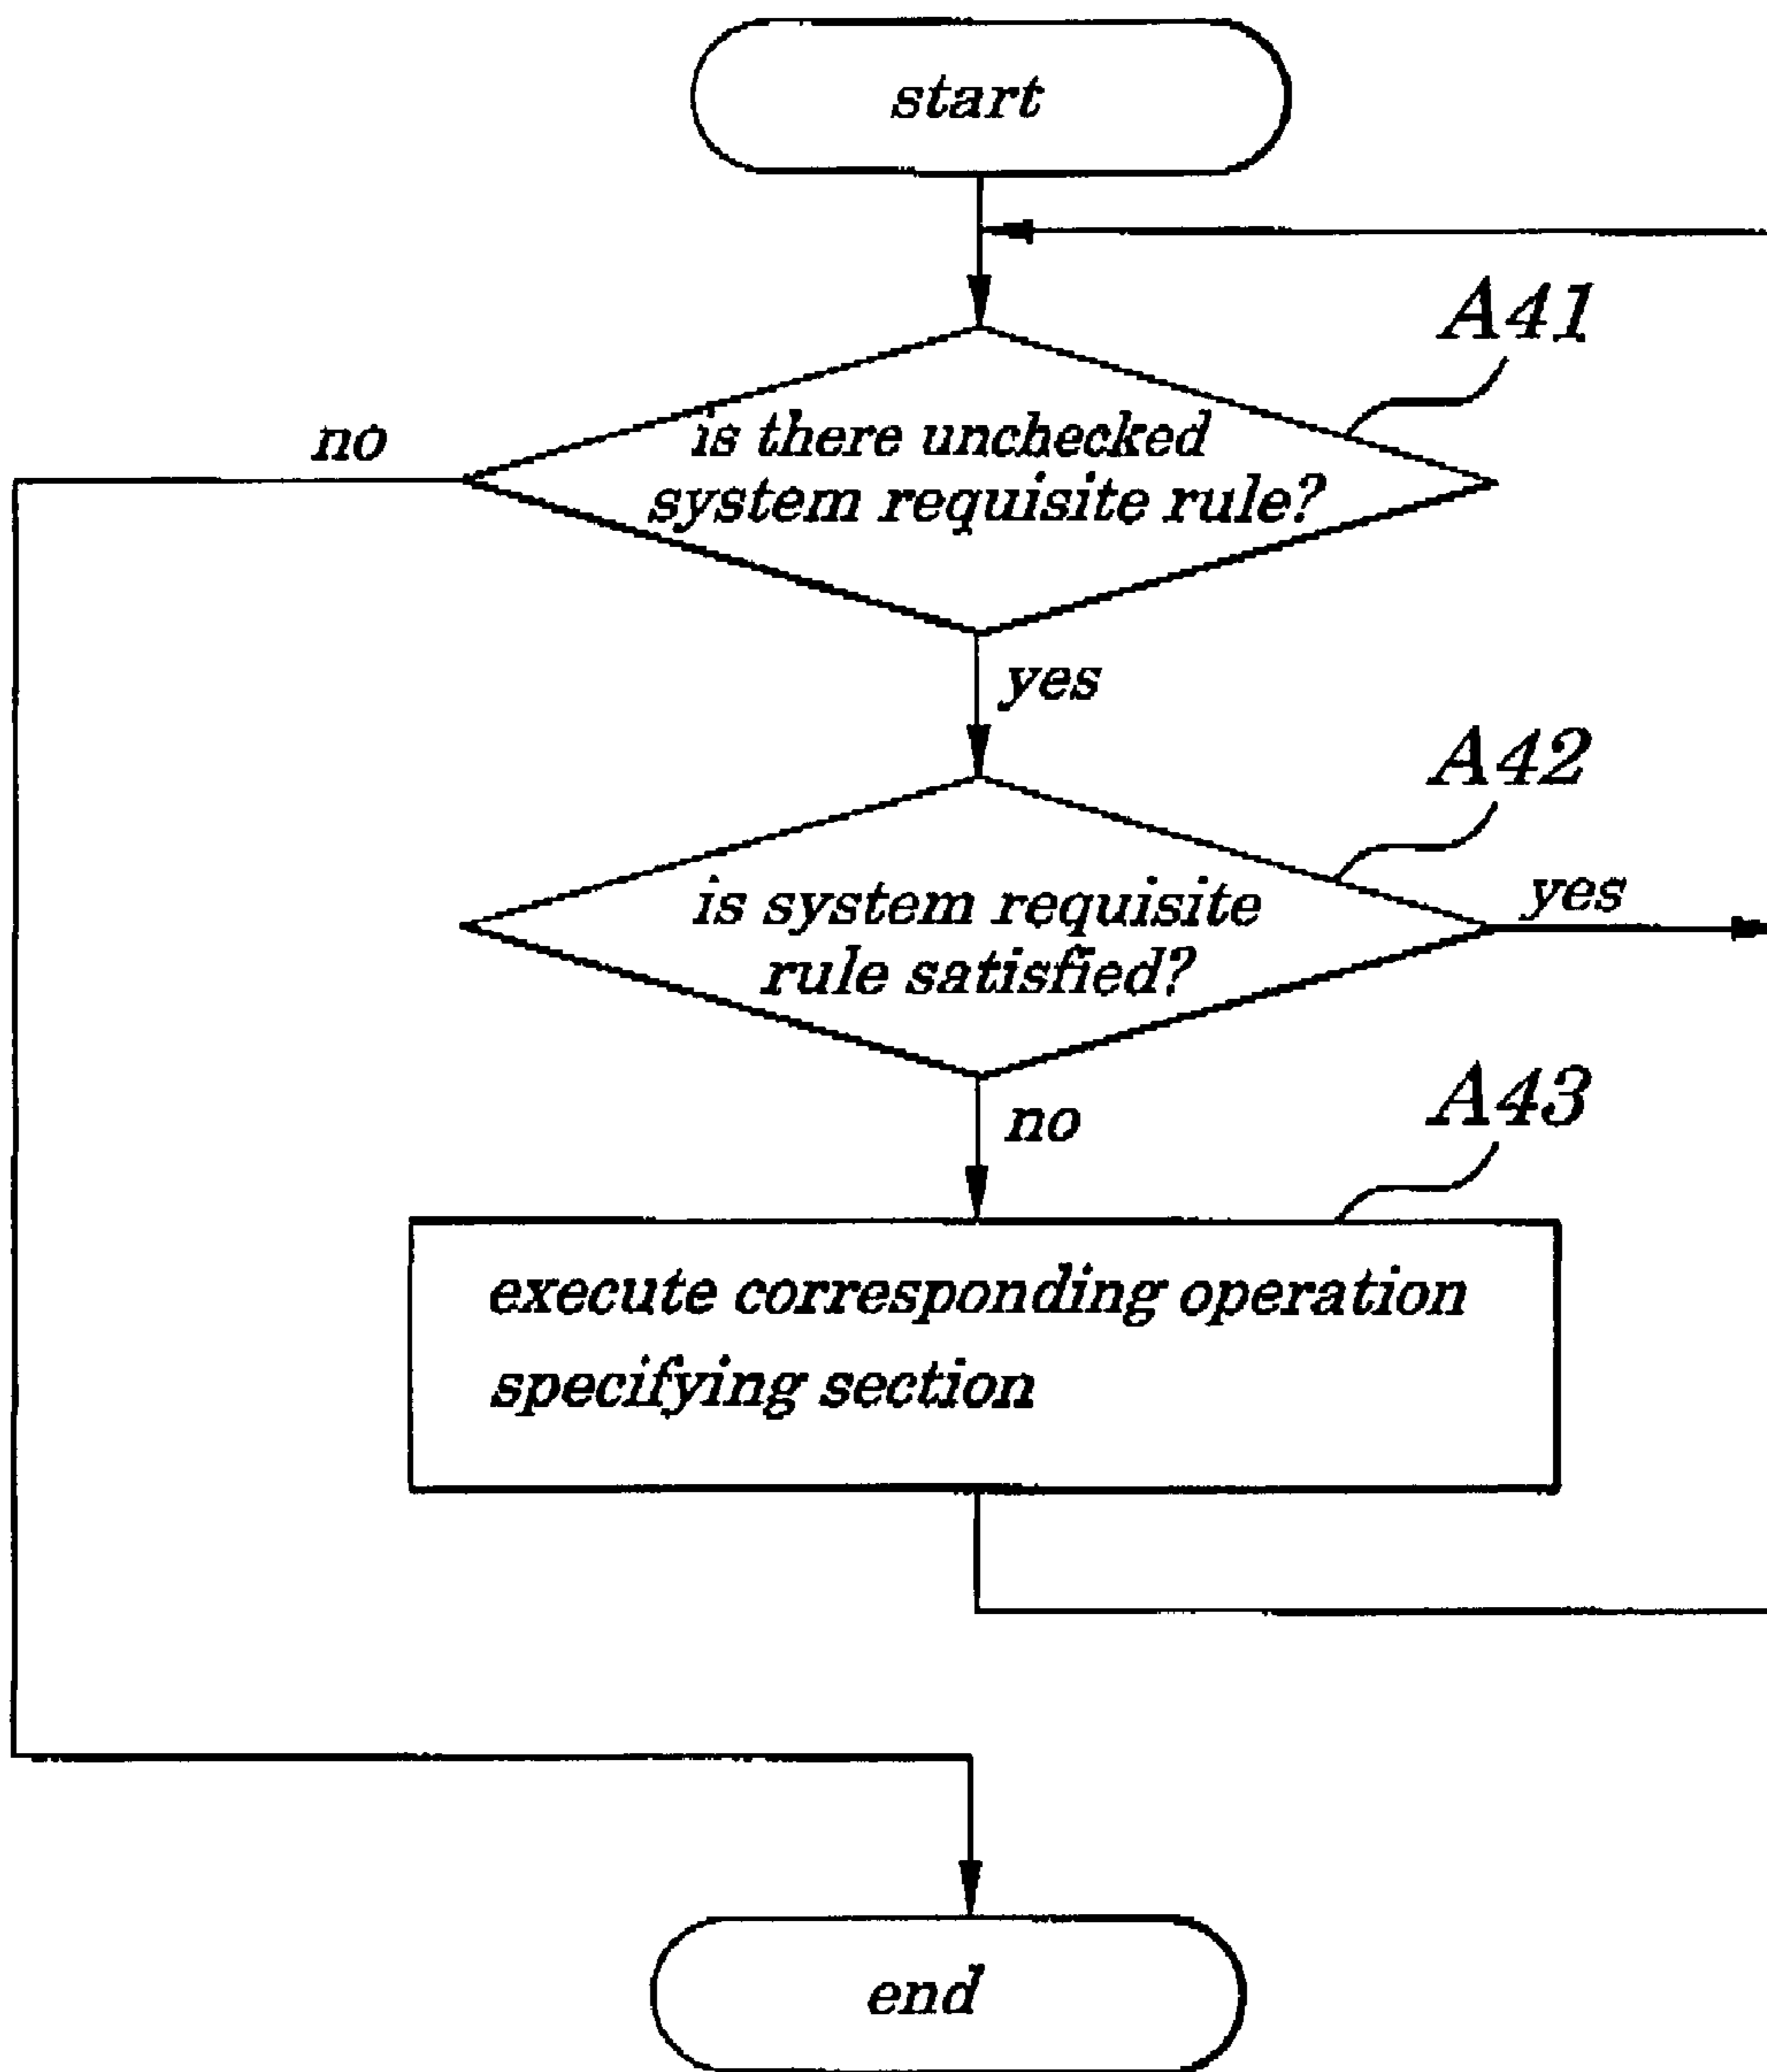 start
A41
no
is there unchecked
system requisite rule?
yes
A42
is system requisite
rule satisfied?
yes
no
A43
execute corresponding operation
specifying section
end